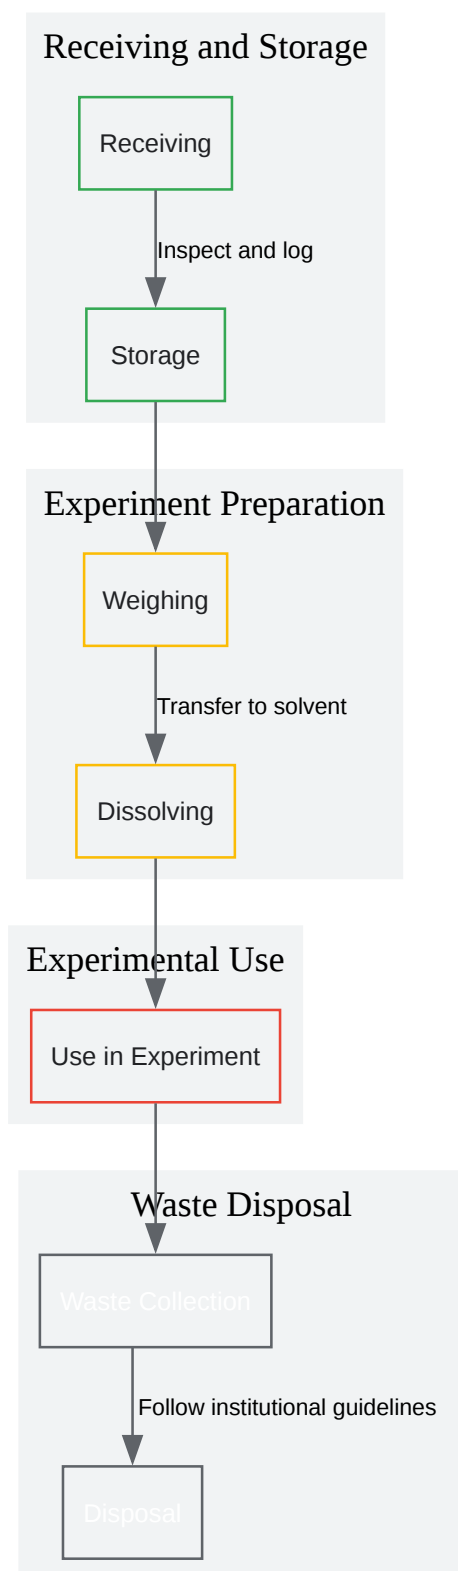 Receiving and Storage
Receiving
Inspect and log
Storage
Experiment Preparation
Weighing
Transfer to solvent
Dissolving
Experimental Use
Use in Experiment
Waste Disposal
Waste Collection
Follow institutional guidelines
Disposal